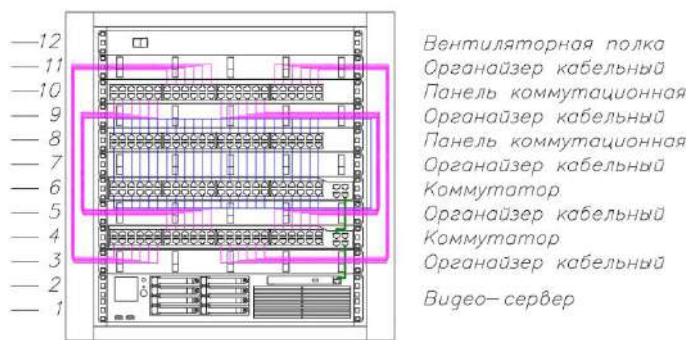 12 Вентиляторная полка
11 Органайзер кабельный
10 Панель коммутационная
9 Органайзер кабельный
8 Панель коммутационная
7 Органайзер кабельный
6 Коммутатор
5 Органайзер кабельный
4 Коммутатор
3 Органайзер кабельный
2
1 Видео-сервер